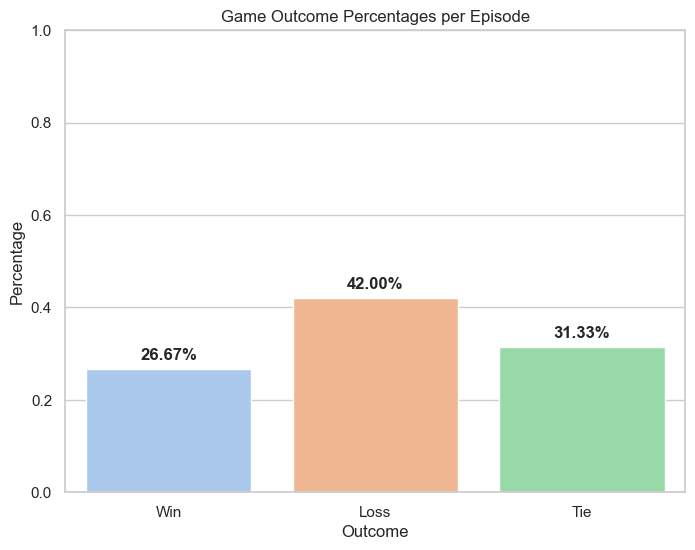 Game Outcome Percentages per Episode
1.0
0.8
0.6
0.4
0.2
0.0
Percentage
26.67%
42.00%
31.33%
Win Loss Tie
Outcome